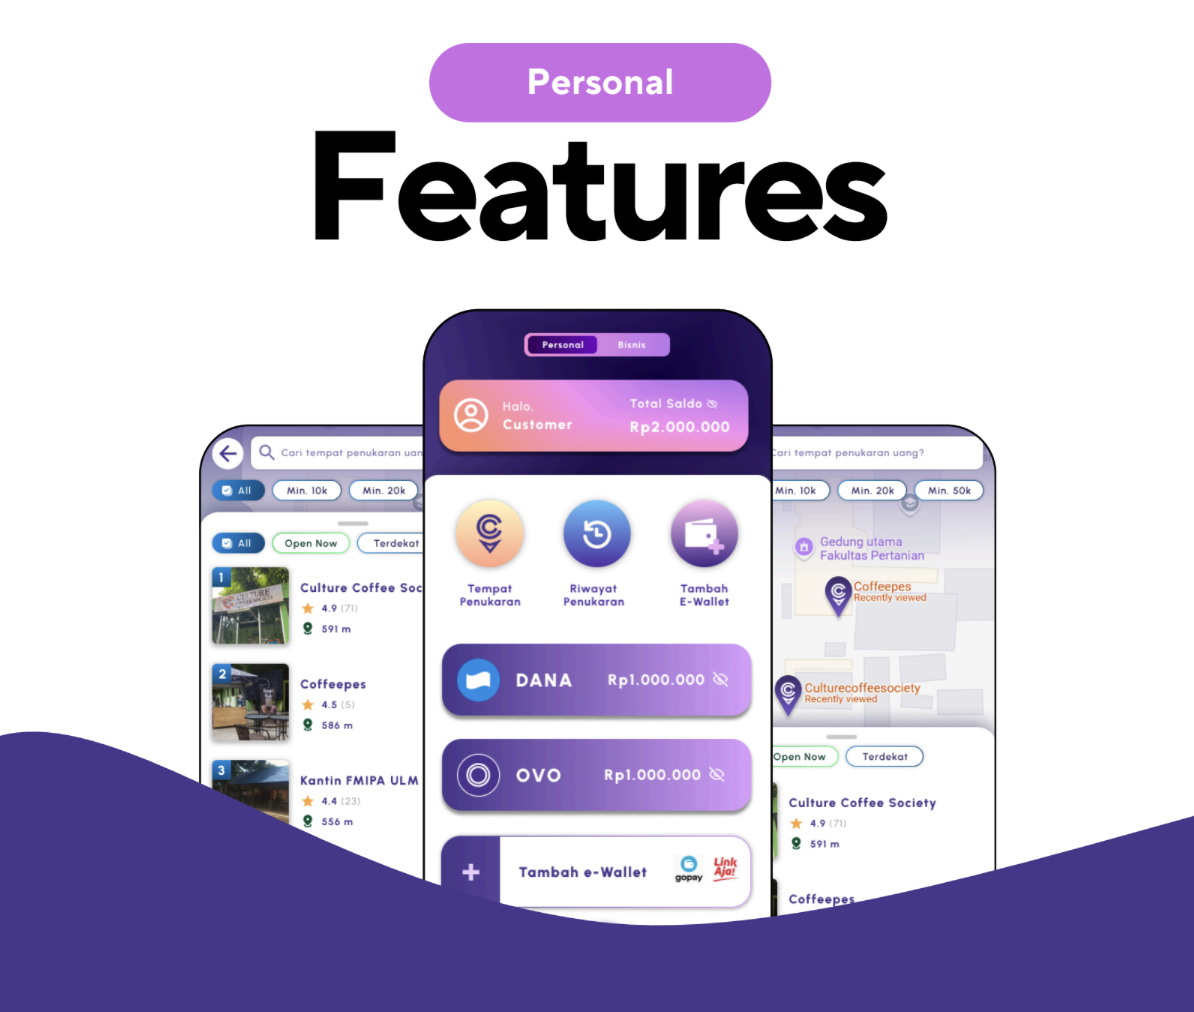 Personal
Features
Personal
Bisnis
Halo,
Customer
Total Saldo
Rp2.000.000
Tempat
Penukaran
Riwayat
Penukaran
Tambah
E-Wallet
DANA
Rp1.000.000
OVO
Rp1.000.000
Tambah e-Wallet
gopay
Link
Aja!
Cari tempat penukaran uan
All
Min. 10k
Min. 20k
All
Open Now
Terdekat
1
CULTURE
Culture Coffee Soc
4.9 (71)
591 m
2
Coffeepes
4.5 (5)
586 m
3
Kantin FMIPA ULM
4.4 (23)
556 m
Cari tempat penukaran uang?
Min. 10k
Min. 20k
Min. 50k
Gedung utama
Fakultas Pertanian
Coffeepes
Recently viewed
Culturecoffeesociety
Recently viewed
Open Now
Terdekat
Culture Coffee Society
4.9 (71)
591 m
Coffeepes